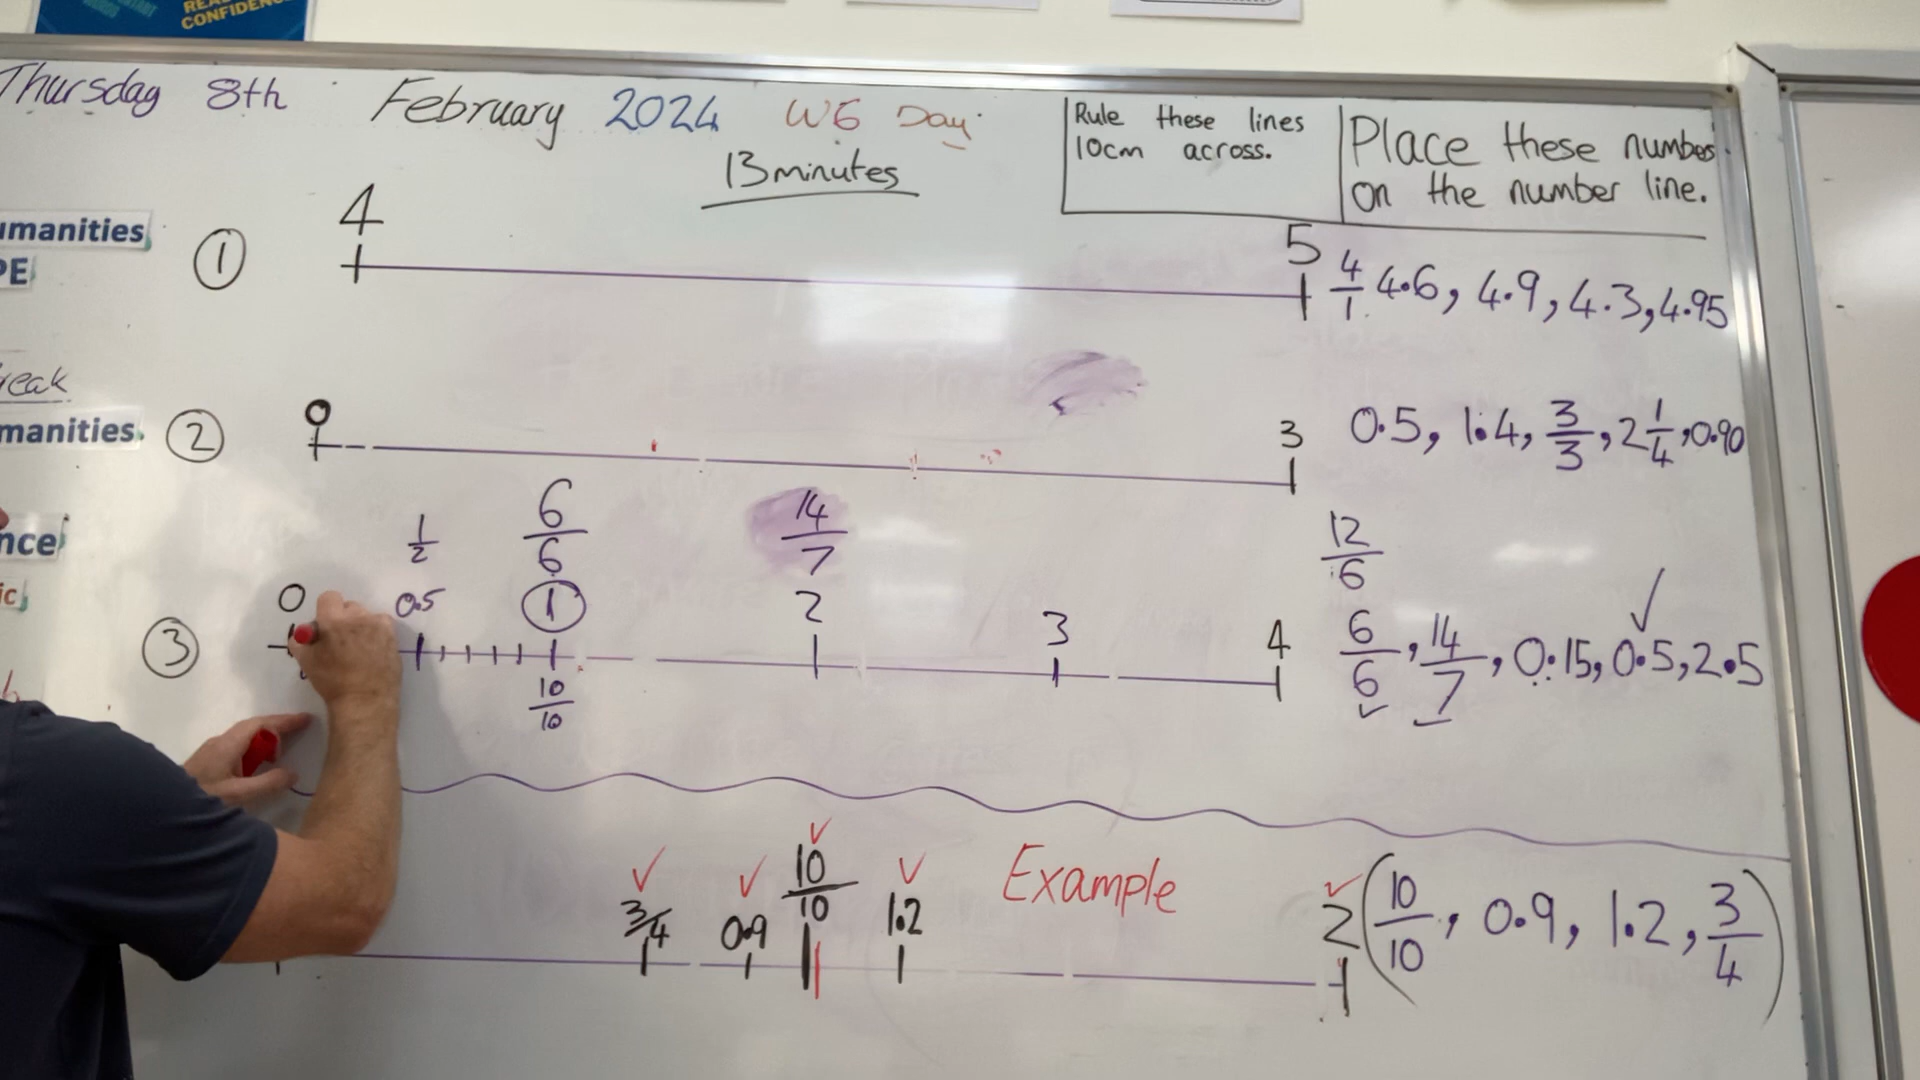 CONFIDEN
Thursday 8th February 2024 W6 Day
13 minutes
Rule these lines
10cm across.
Place these numbes
on the number line.
umanities
PE
reak
manities
nce
ic
① 4 5 4/1 4.6, 4.9, 4.3, 4.95
② 0 3 0.5, 1.4, 3/3, 2 1/4, 0.90
1/2 6/6 14/7 12/6
③ 0 0.5 1 2 3 4 6/6, 14/7, 0.15, 0.5, 2.5
10/10
Example
3/4 0.9 10/10 1.2 2 (10/10, 0.9, 1.2, 3/4)